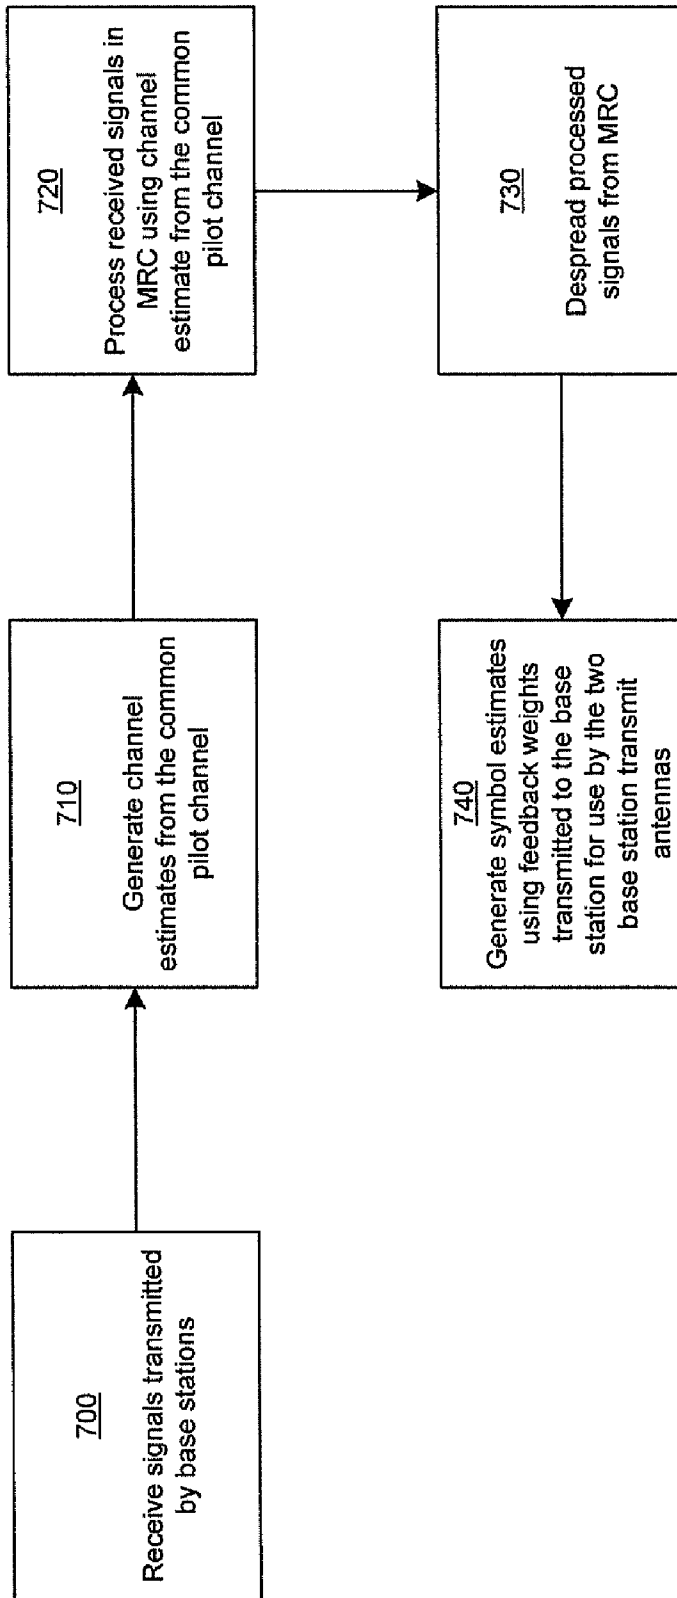 700
Receive signals transmitted
by base stations
710
Generate channel
estimates from the common
pilot channel
720
Process received signals in
MRC using channel
estimate from the common
pilot channel
730
Despread processed
signals from MRC
740
Generate symbol estimates
using feedback weights
transmitted to the base
station for use by the two
base station transmit
antennas